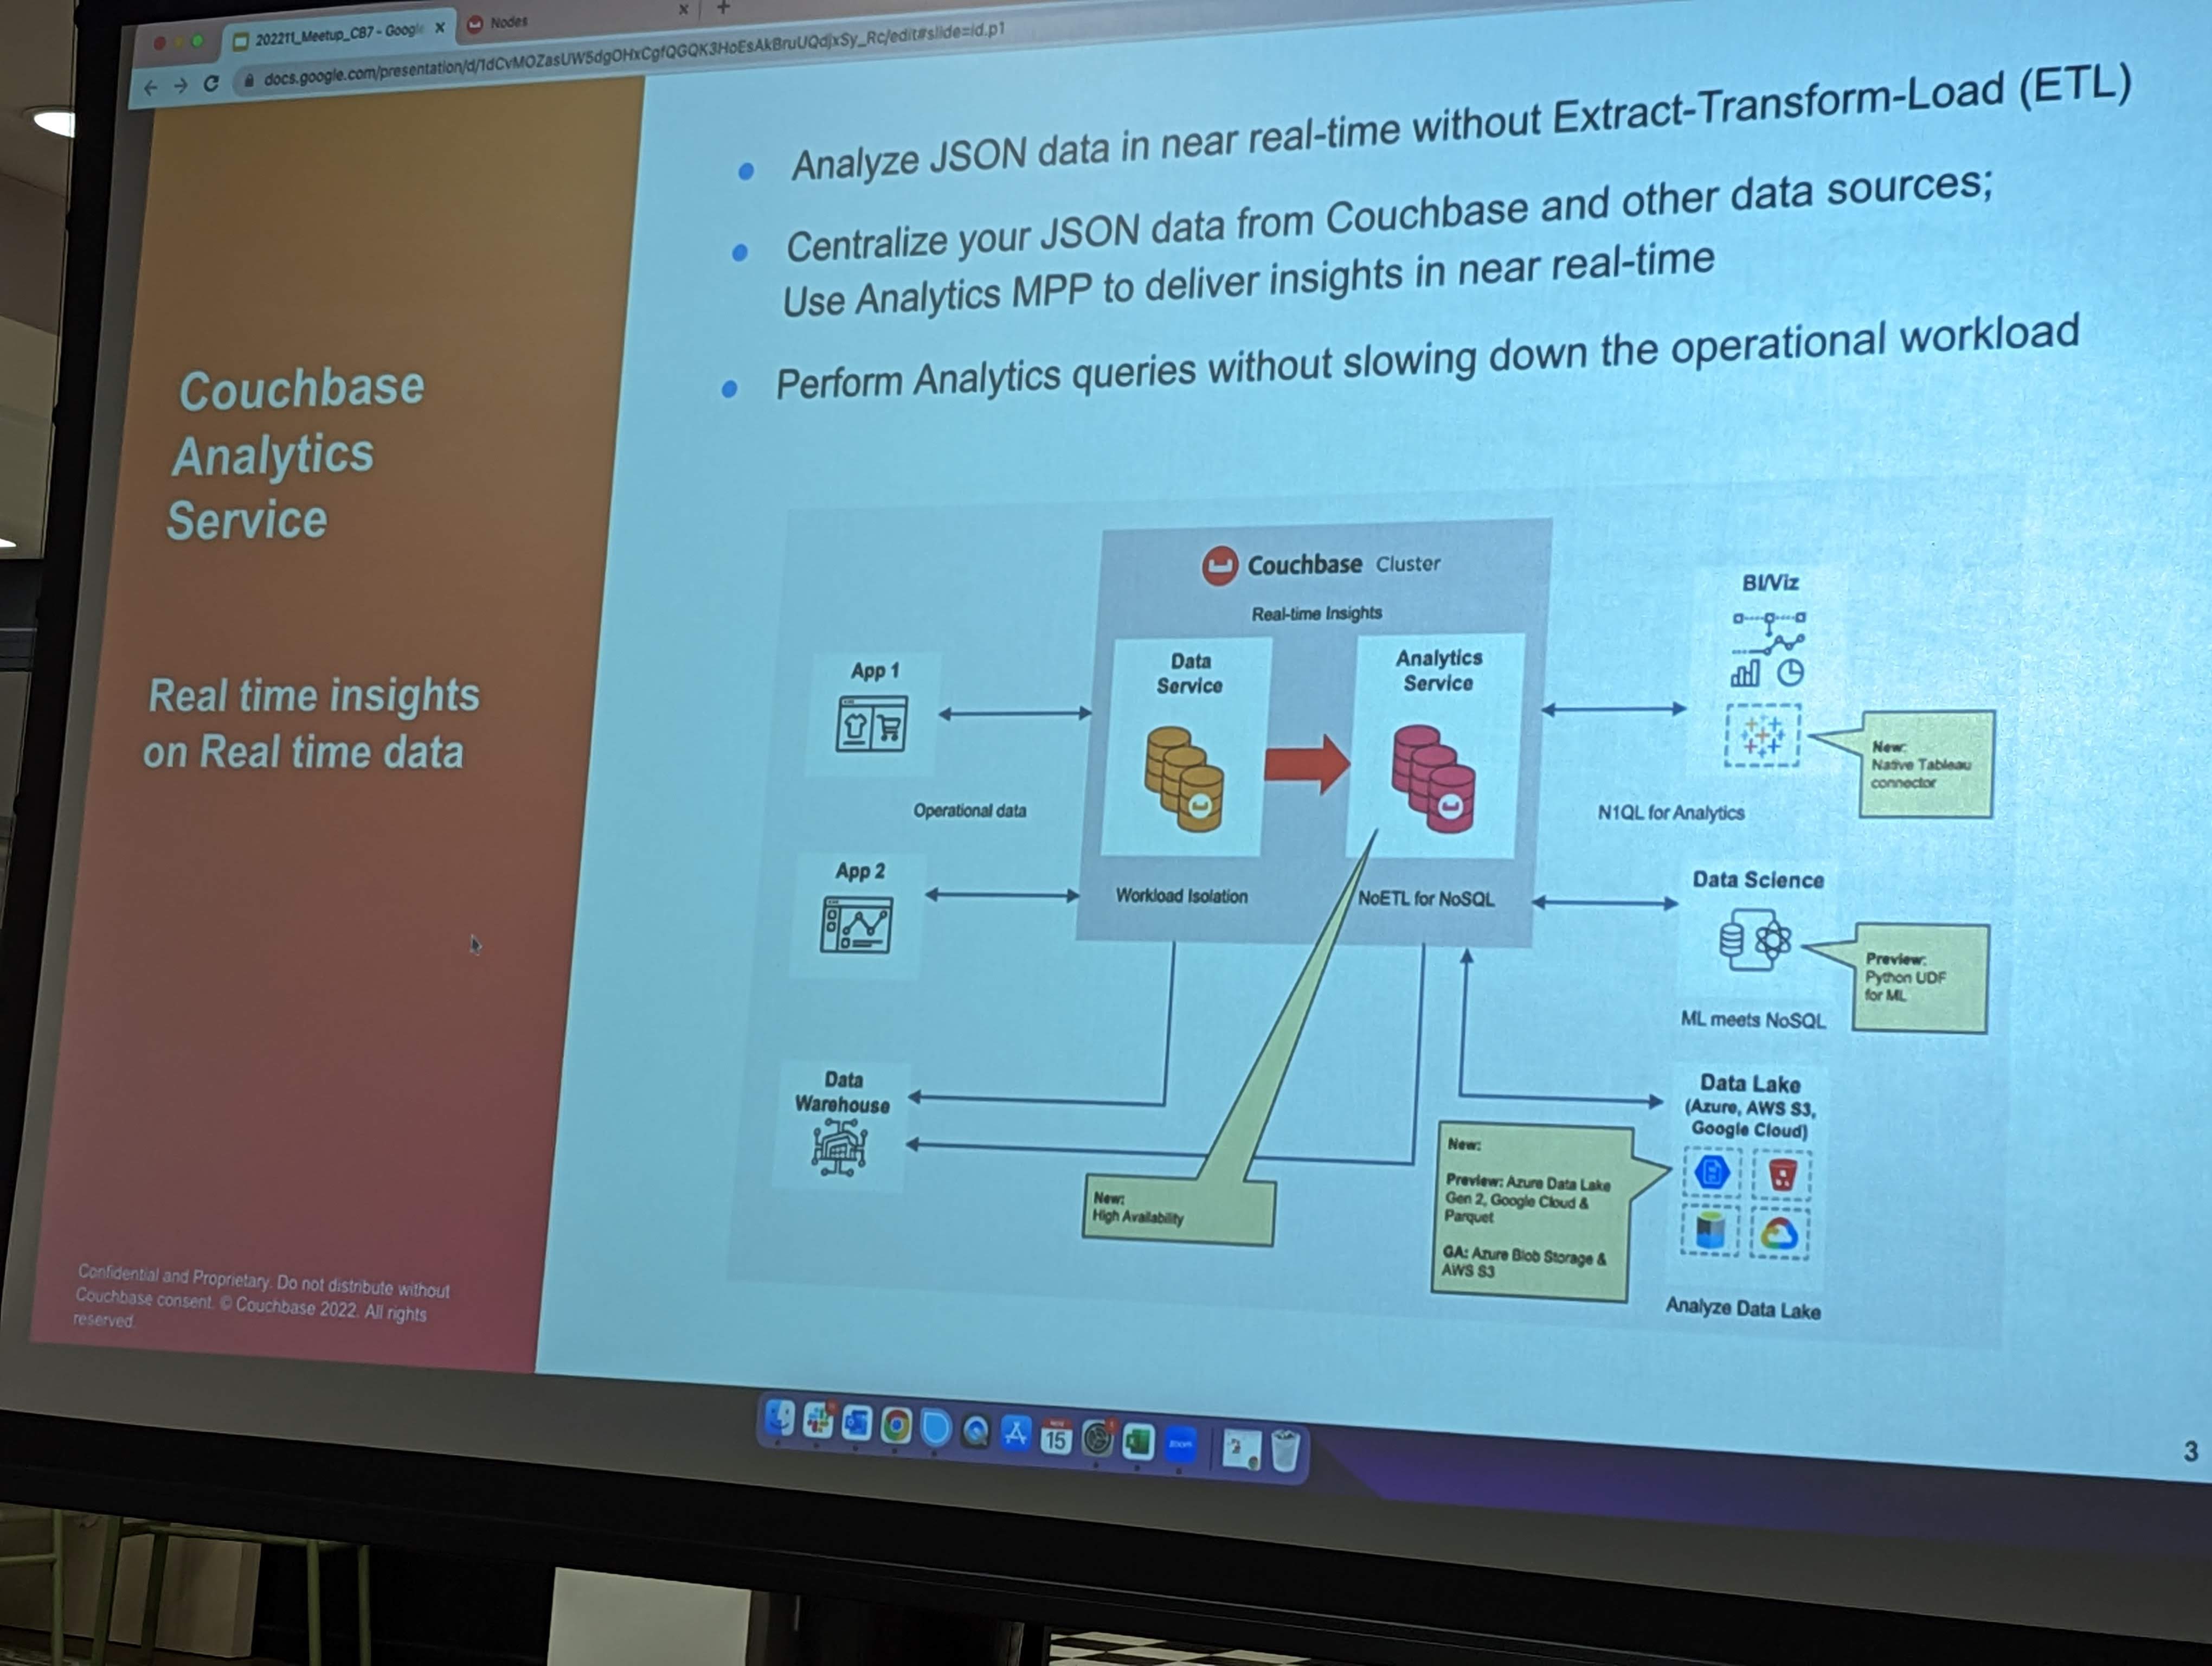 202211_Meetup_CB7 - Google
Nodes
docs.google.com/presentation/d/1dCvMOZasUW5dgOHxCgfQGQK3HoEsAkBruUQdjxSy_Rc/edit#slide=id.p1
Couchbase
Analytics
Service
Real time insights
on Real time data
Confidential and Proprietary. Do not distribute without
Couchbase consent. © Couchbase 2022. All rights
reserved.
Analyze JSON data in near real-time without Extract-Transform-Load (ETL)
Centralize your JSON data from Couchbase and other data sources;
Use Analytics MPP to deliver insights in near real-time
Perform Analytics queries without slowing down the operational workload
Couchbase Cluster
Real-time Insights
Data
Service
Analytics
Service
Workload Isolation
NoETL for NoSQL
App 1
Operational data
App 2
Data
Warehouse
New:
High Availability
BI/Viz
New:
Native Tableau
connector
N1QL for Analytics
Data Science
Preview:
Python UDF
for ML
ML meets NoSQL
Data Lake
(Azure, AWS S3,
Google Cloud)
New:
Preview: Azure Data Lake
Gen 2, Google Cloud &
Parquet
GA: Azure Blob Storage &
AWS S3
Analyze Data Lake
15
zoom
3